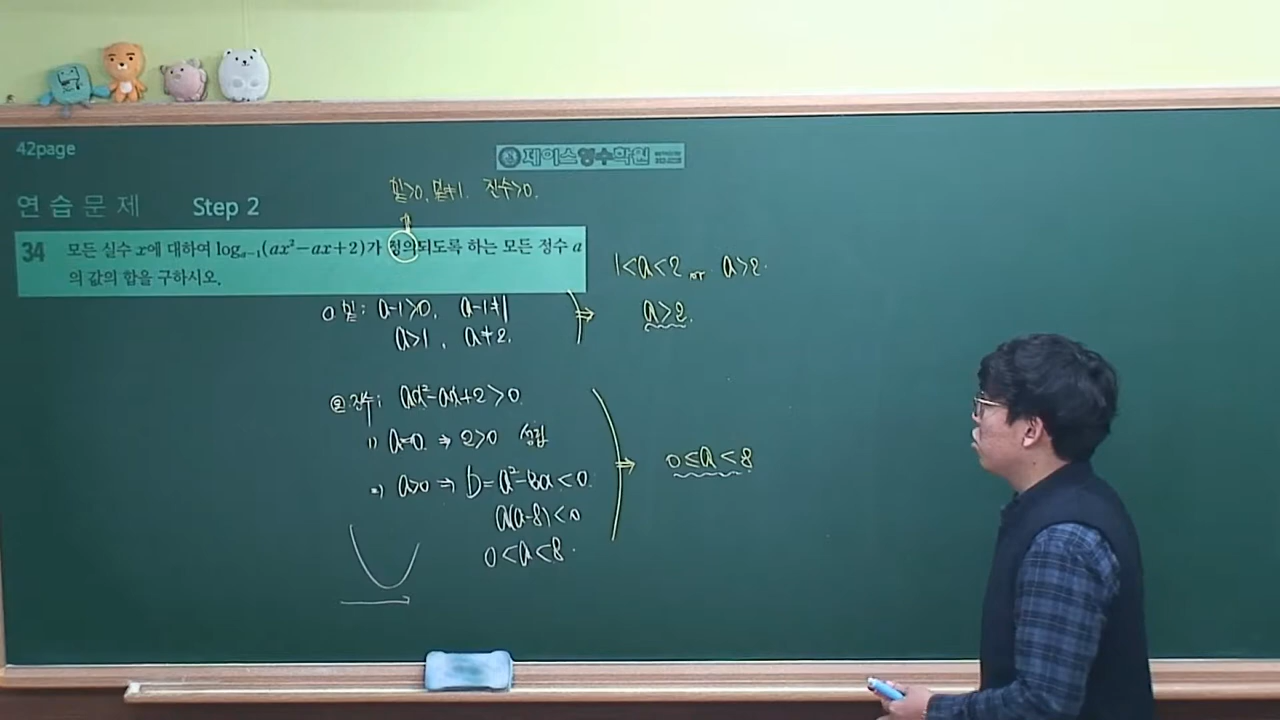 42page
제이스영수학원
연 습 문 제 Step 2
밑>0, 밑≠1. 진수>0.
34 모든 실수 x에 대하여 logₐ₋₁(ax²−ax+2)가 정의되도록 하는 모든 정수 a
의 값의 합을 구하시오.
1<a<2 or a>2.
a>2.
밑: a-1>0, a-1≠1
a>1, a≠2.
진수: ax²-ax+2>0.
i) a=0. ⇒ 2>0 성립
ii) a>0 ⇒ D=a²-8a<0.
a(a-8)<0
0<a<8.
0≤a<8